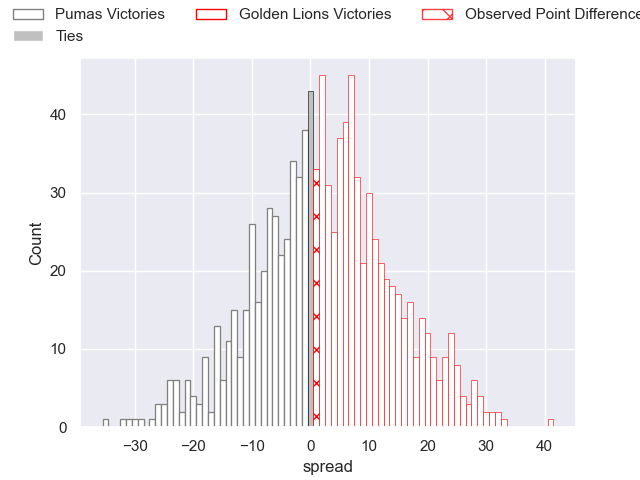 Pumas Victories Golden Lions Victories Observed Point Difference
Ties
40
30
20
10
0
Count
−30 −20 −10 0 10 20 30 40
spread